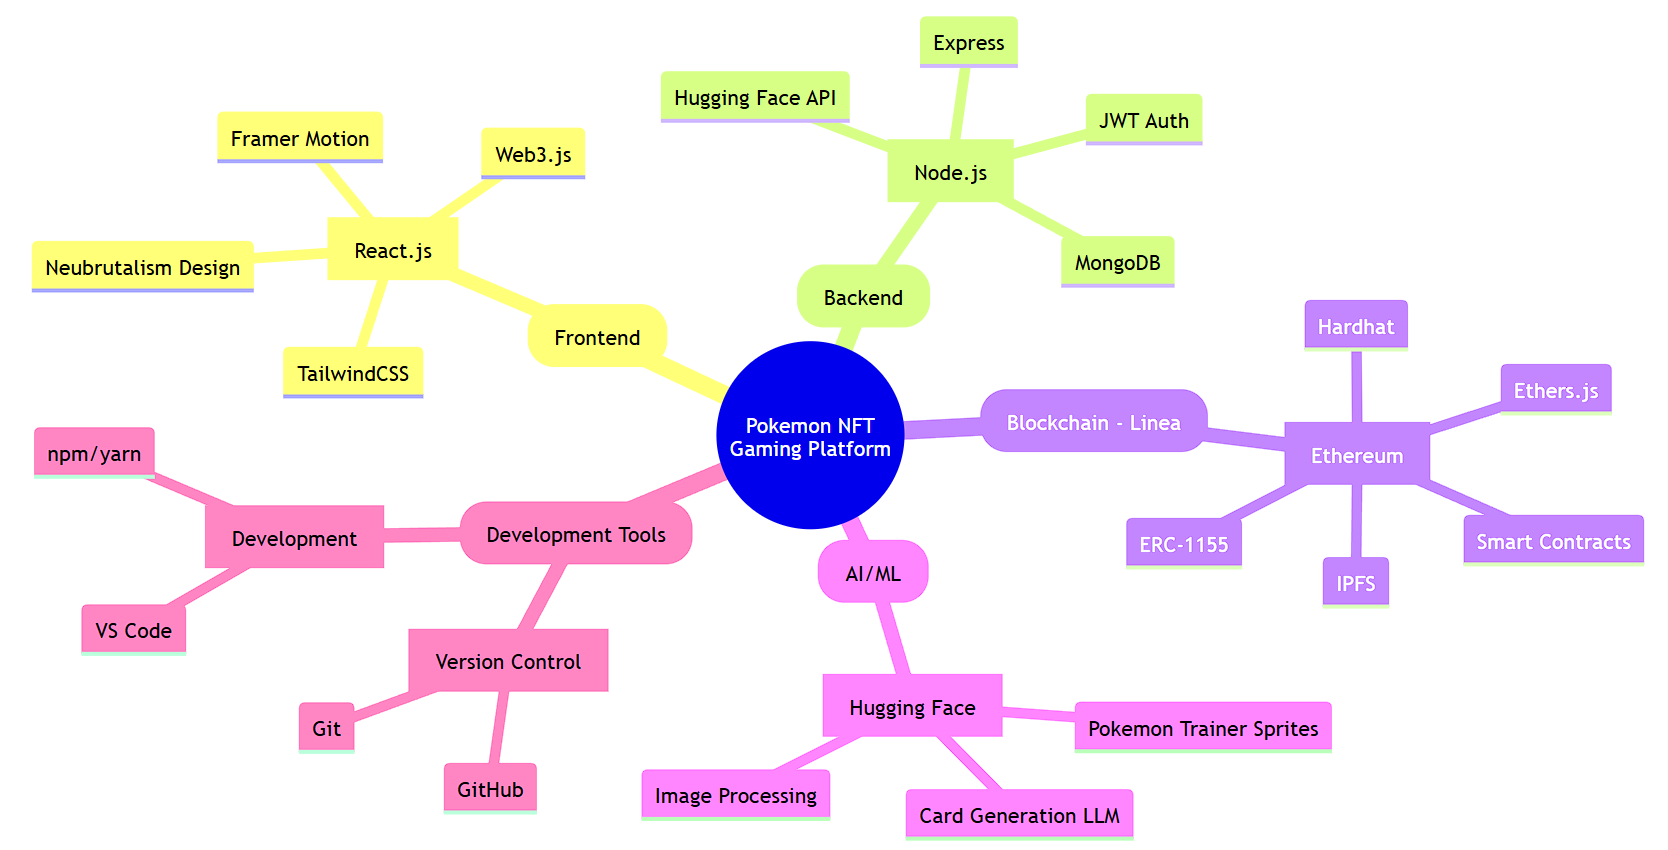 Express
Hugging Face API
JWT Auth
Framer Motion
Web3.js
Node.js
React.js
MongoDB
Neubrutalism Design
Backend
Hardhat
Frontend
TailwindCSS
Ethers.js
Pokemon NFT
Gaming Platform
Blockchain - Linea
Ethereum
npm/yarn
Development
Development Tools
ERC-1155
Smart Contracts
AI/ML
IPFS
VS Code
Version Control
Hugging Face
Git
Pokemon Trainer Sprites
GitHub
Image Processing
Card Generation LLM